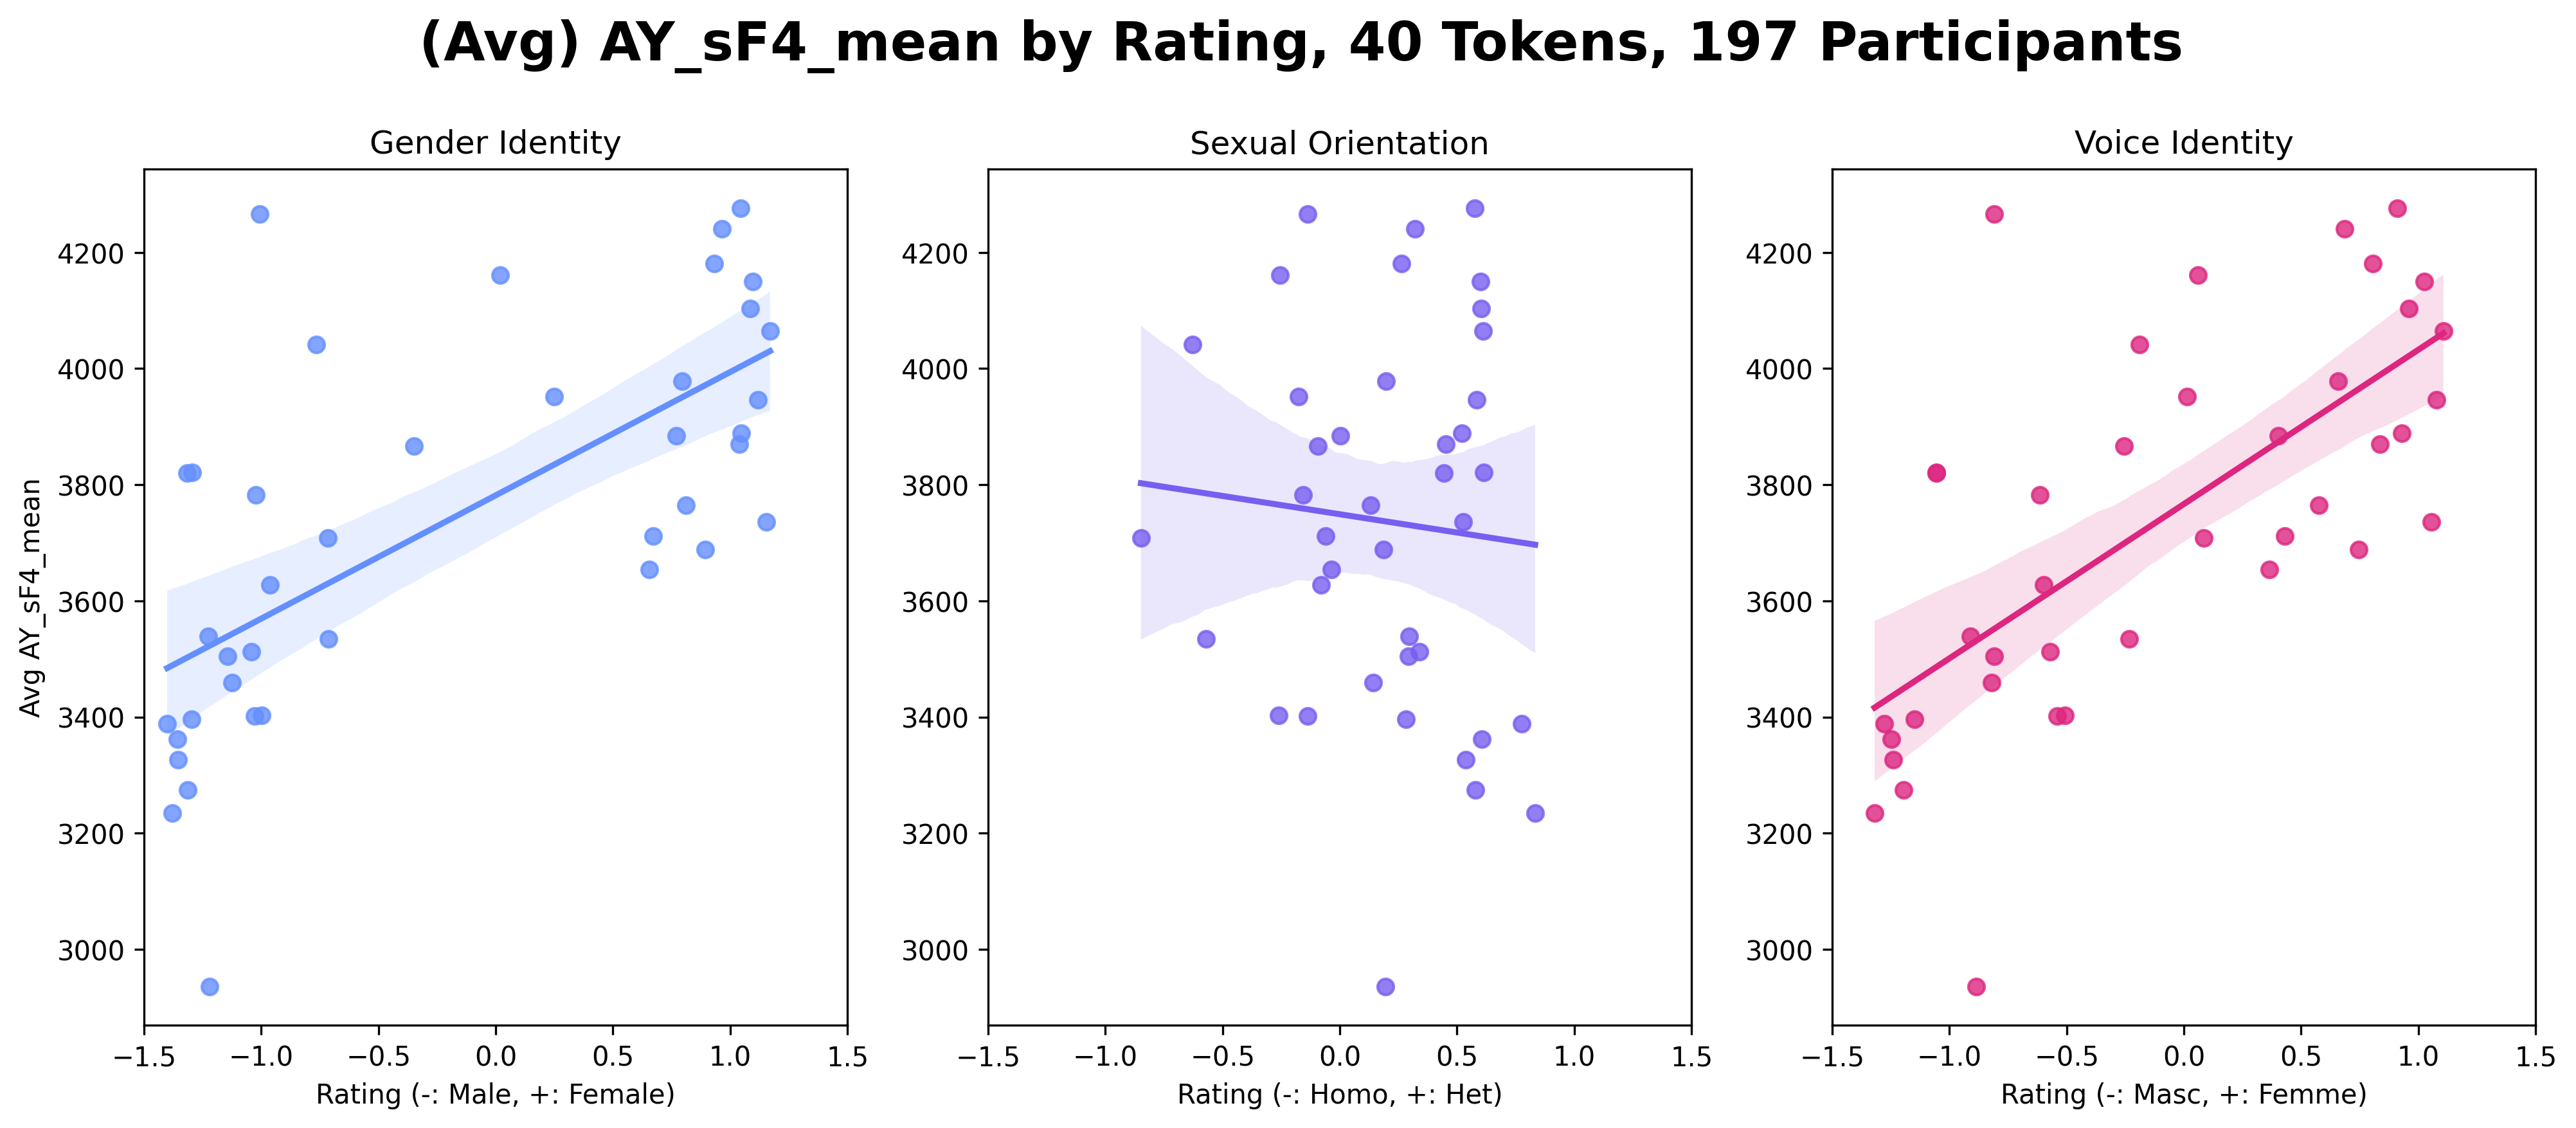 (Avg) AY_sF4_mean by Rating, 40 Tokens, 197 Participants
Gender Identity
Avg AY_sF4_mean
4200
4000
3800
3600
3400
3200
3000
−1.5 −1.0 −0.5 0.0 0.5 1.0 1.5
Rating (-: Male, +: Female)
Sexual Orientation
4200
4000
3800
3600
3400
3200
3000
−1.5 −1.0 −0.5 0.0 0.5 1.0 1.5
Rating (-: Homo, +: Het)
Voice Identity
4200
4000
3800
3600
3400
3200
3000
−1.5 −1.0 −0.5 0.0 0.5 1.0 1.5
Rating (-: Masc, +: Femme)